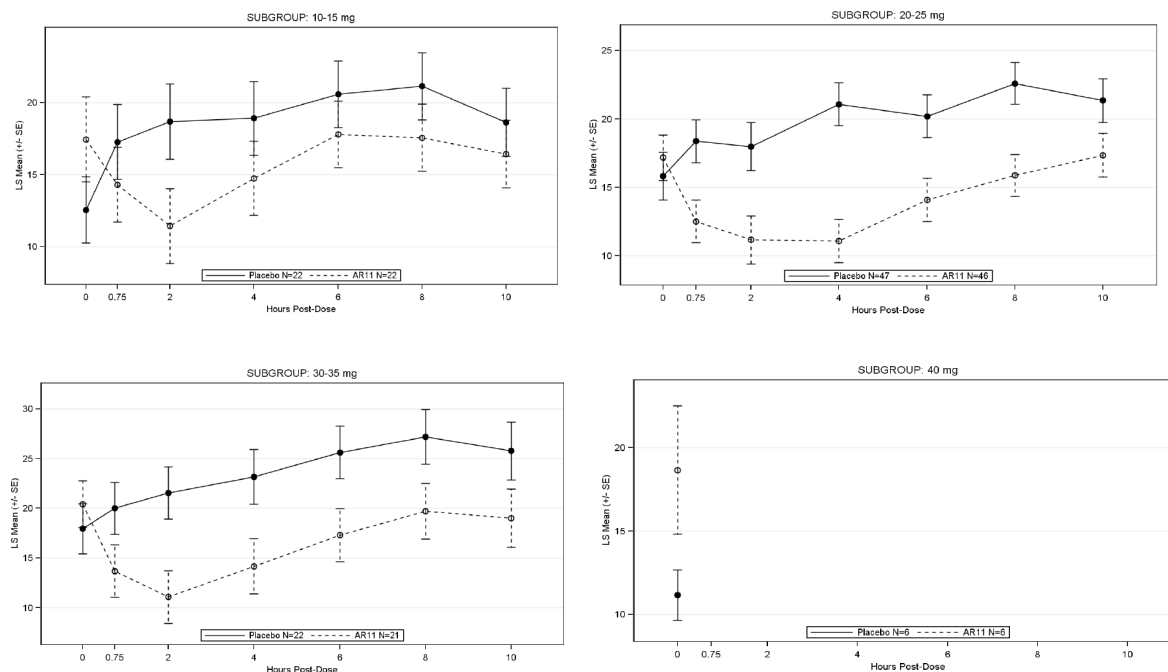 SUBGROUP: 10-15 mg
LS Mean (+/- SE)
20
15
10
Placebo N=22 AR11 N=22
0 0.75 2 4 6 8 10
Hours Post-Dose
SUBGROUP: 20-25 mg
LS Mean (+/- SE)
25
20
15
10
Placebo N=47 AR11 N=46
0 0.75 2 4 6 8 10
Hours Post-Dose
SUBGROUP: 30-35 mg
LS Mean (+/- SE)
30
25
20
15
10
Placebo N=22 AR11 N=21
0 0.75 2 4 6 8 10
Hours Post-Dose
SUBGROUP: 40 mg
LS Mean (+/- SE)
20
15
10
Placebo N=6 AR11 N=6
0 0.75 2 4 6 8 10
Hours Post-Dose